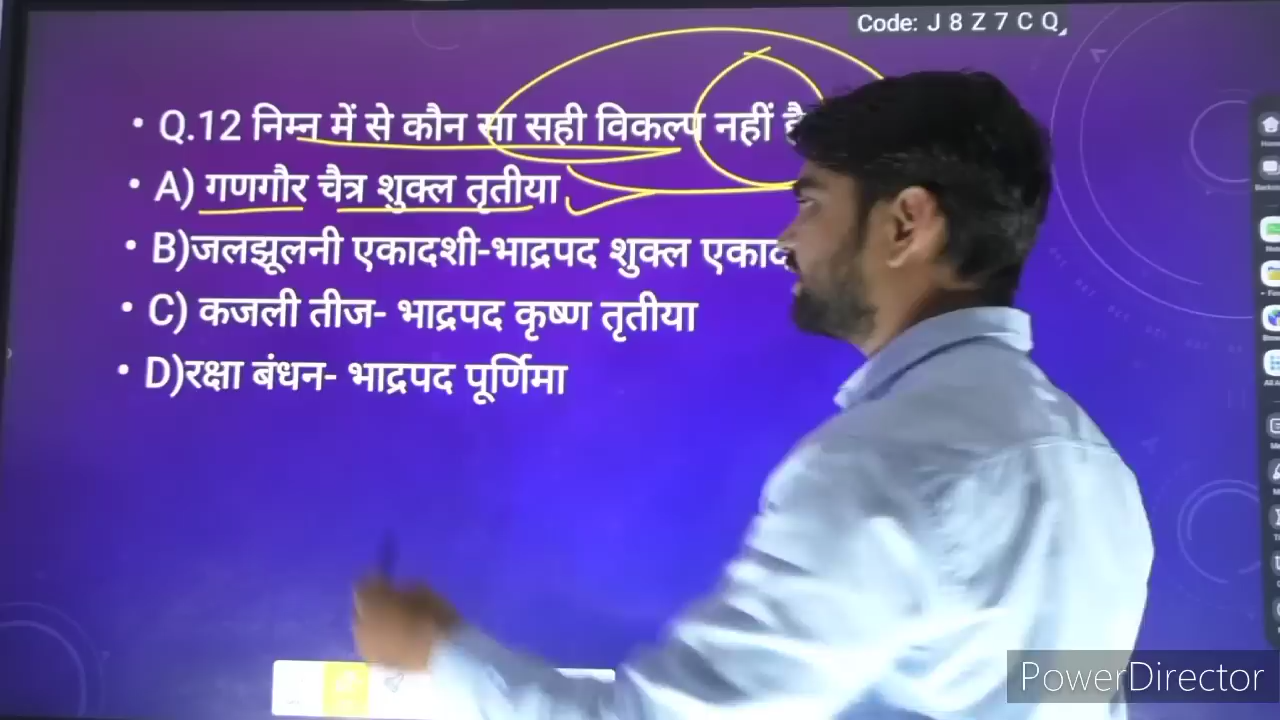 Code: J 8 Z 7 C Q
• Q.12 निम्न में से कौन सा सही विकल्प नहीं
• A) गणगौर चैत्र शुक्ल तृतीया
• B)जलझूलनी एकादशी-भाद्रपद शुक्ल
• C) कजली तीज- भाद्रपद कृष्ण तृतीया
• D)रक्षा बंधन- भाद्रपद पूर्णिमा
PowerDirector